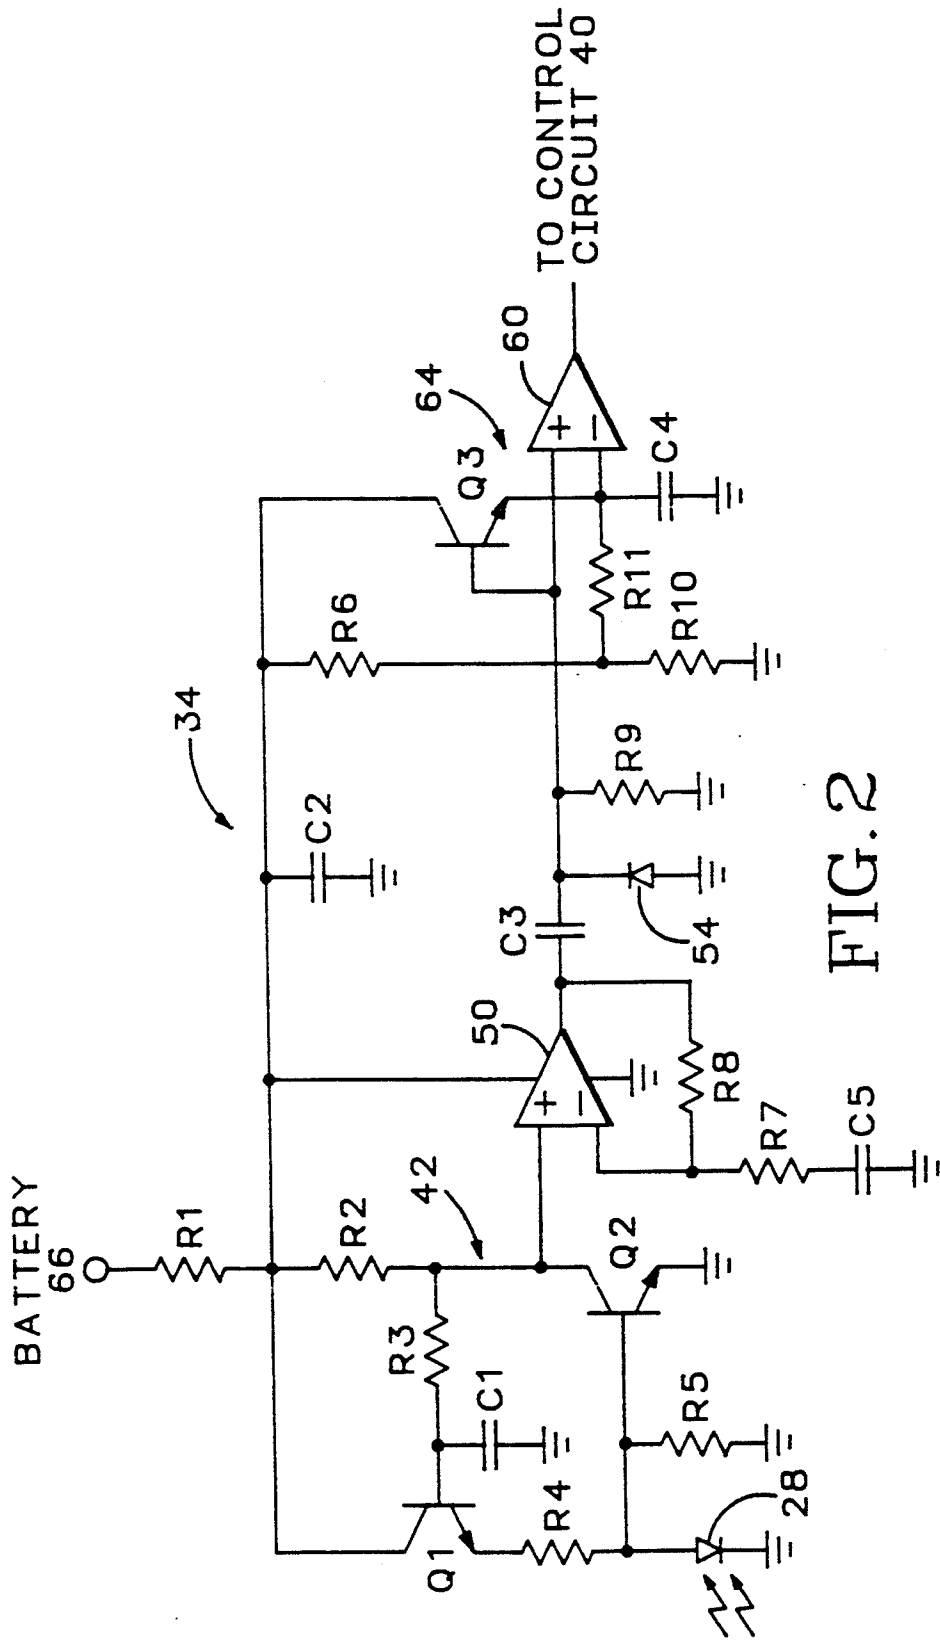 BATTERY
66
R1
R2
R3
C1
Q1
R4
28
R5
Q2
42
50
R7
C5
R8
C3
54
R9
C2
34
R6
R10
R11
Q3
64
C4
60
+
−
+
−
TO CONTROL
CIRCUIT 40
FIG. 2